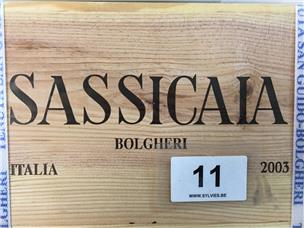 SASSICAIA
BOLGHERI
ITALIA
11
WWW.SYLVIES.BE
2003